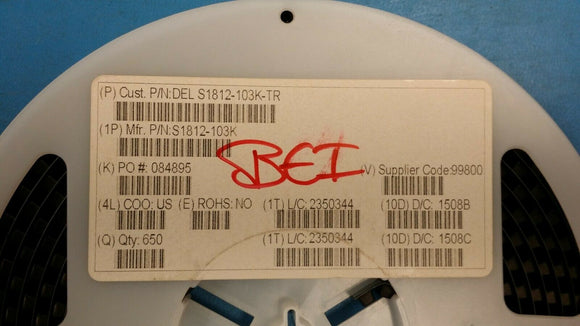 (P) Cust. P/N:DEL S1812-103K-TR
(1P) Mfr. P/N:S1812-103K
BEI
(K) PO #: 084895 (V) Supplier Code:99800
(4L) COO: US (E) ROHS: NO (1T) L/C: 2350344 (10D) D/C: 1508B
(Q) Qty: 650 (1T) L/C: 2350344 (10D) D/C: 1508C